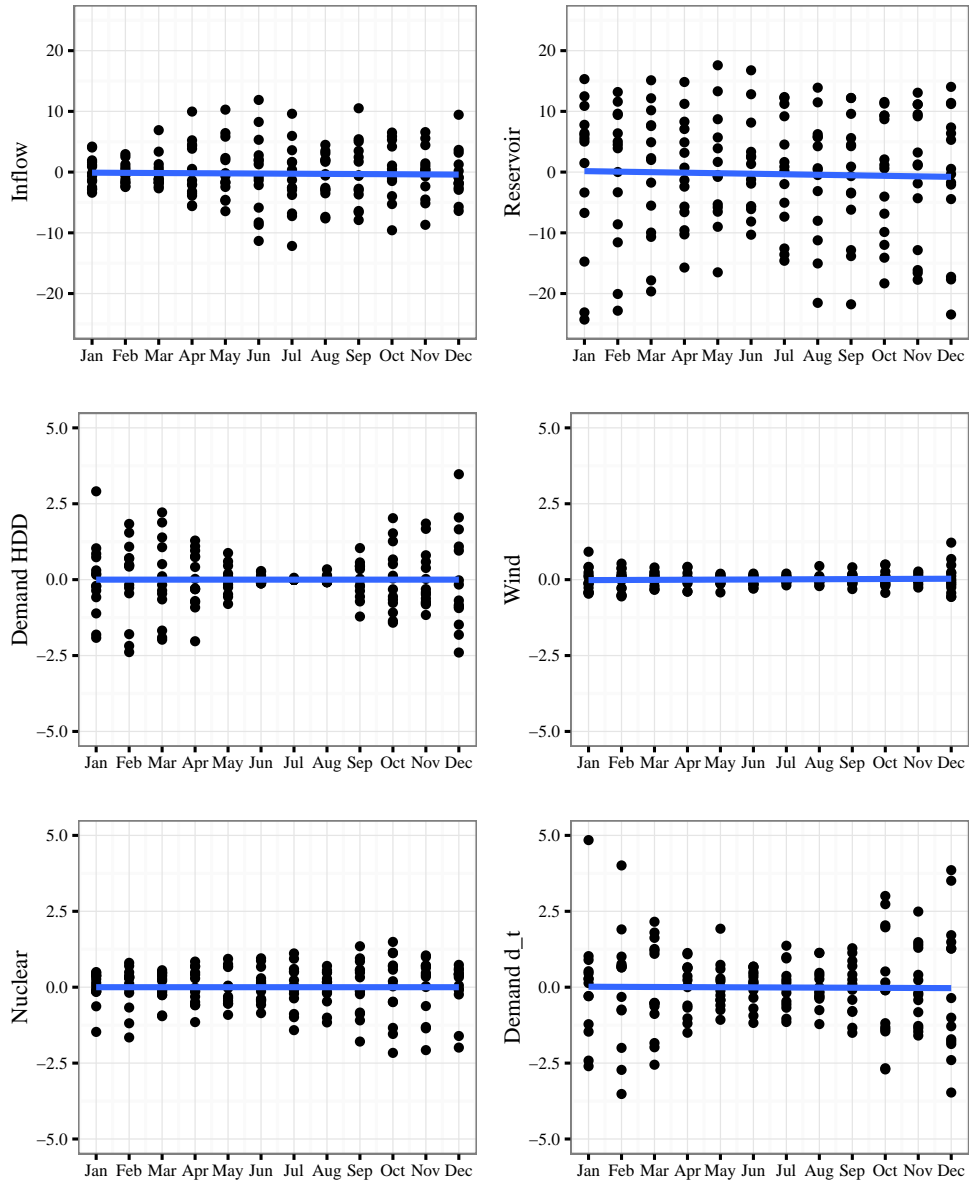 Inflow
20
10
0
−10
−20
Jan Feb Mar Apr May Jun Jul Aug Sep Oct Nov Dec
Reservoir
20
10
0
−10
−20
Jan Feb Mar Apr May Jun Jul Aug Sep Oct Nov Dec
Demand HDD
5.0
2.5
0.0
−2.5
−5.0
Jan Feb Mar Apr May Jun Jul Aug Sep Oct Nov Dec
Wind
5.0
2.5
0.0
−2.5
−5.0
Jan Feb Mar Apr May Jun Jul Aug Sep Oct Nov Dec
Nuclear
5.0
2.5
0.0
−2.5
−5.0
Jan Feb Mar Apr May Jun Jul Aug Sep Oct Nov Dec
Demand d_t
5.0
2.5
0.0
−2.5
−5.0
Jan Feb Mar Apr May Jun Jul Aug Sep Oct Nov Dec